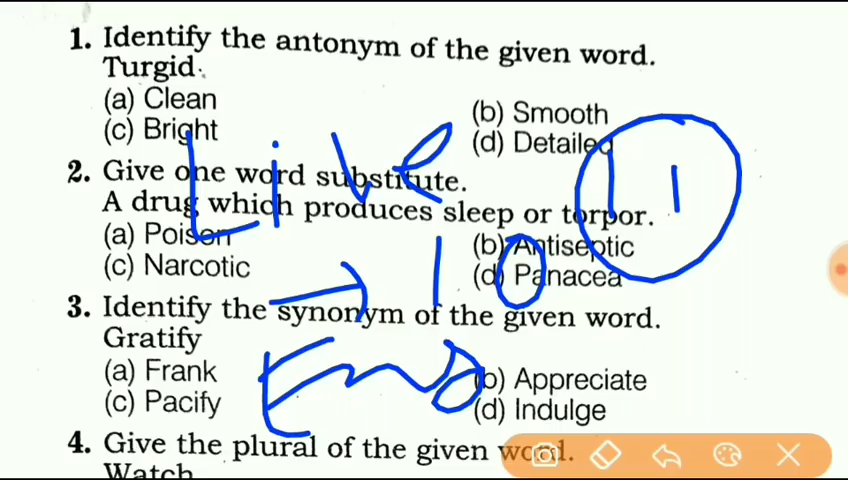 1. Identify the antonym of the given word.
Turgid
(a) Clean
(b) Smooth
(c) Bright
(d) Detailed
Live
11
2. Give one word substitute.
A drug which produces sleep or torpor.
(a) Poison
(b) Antiseptic
(c) Narcotic
(d) Panacea
→ 10
3. Identify the synonym of the given word.
Gratify
(a) Frank
(b) Appreciate
(c) Pacify
(d) Indulge
End
4. Give the plural of the given word.
Watch